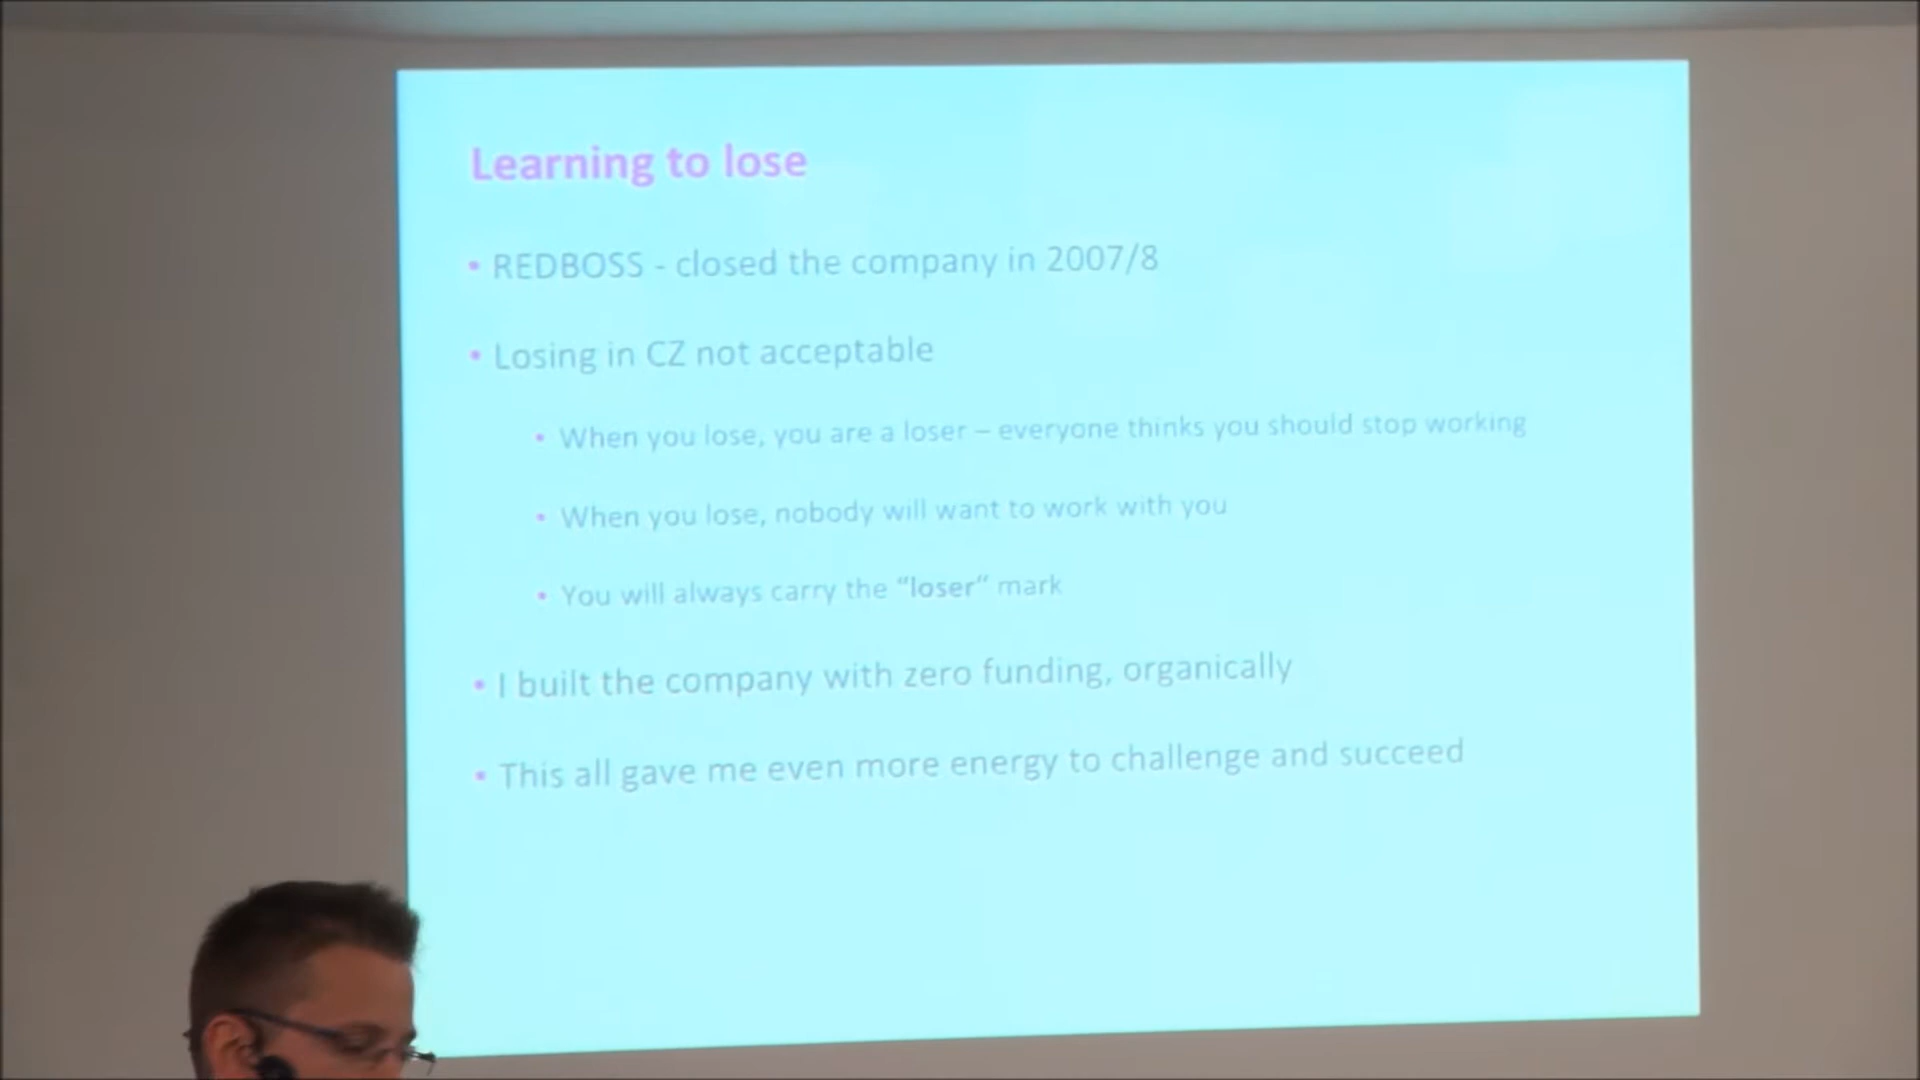 Learning to lose
• REDBOSS - closed the company in 2007/8
• Losing in CZ not acceptable
• When you lose, you are a loser – everyone thinks you should stop working
• When you lose, nobody will want to work with you
• You will always carry the “loser“ mark
• I built the company with zero funding, organically
• This all gave me even more energy to challenge and succeed